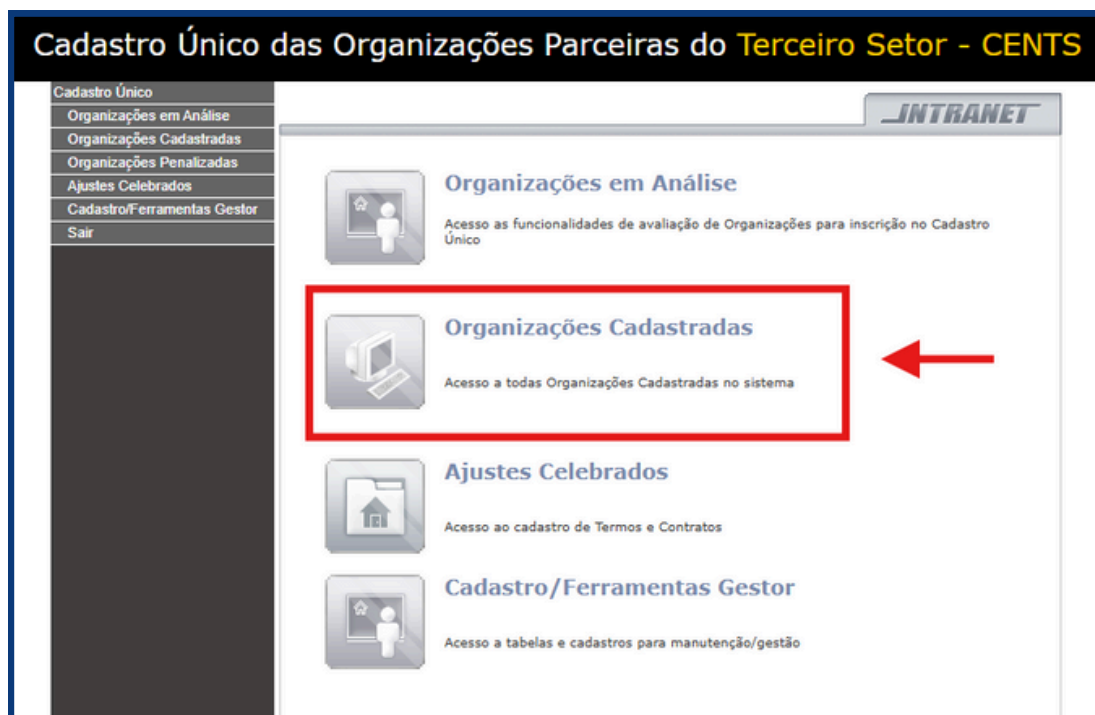 Cadastro Único das Organizações Parceiras do Terceiro Setor - CENTS
Cadastro Único
Organizações em Análise
Organizações Cadastradas
Organizações Penalizadas
Ajustes Celebrados
Cadastro/Ferramentas Gestor
Sair
INTRANET
Organizações em Análise
Acesso as funcionalidades de avaliação de Organizações para inscrição no Cadastro
Único
Organizações Cadastradas
Acesso a todas Organizações Cadastradas no sistema
Ajustes Celebrados
Acesso ao cadastro de Termos e Contratos
Cadastro/Ferramentas Gestor
Acesso a tabelas e cadastros para manutenção/gestão